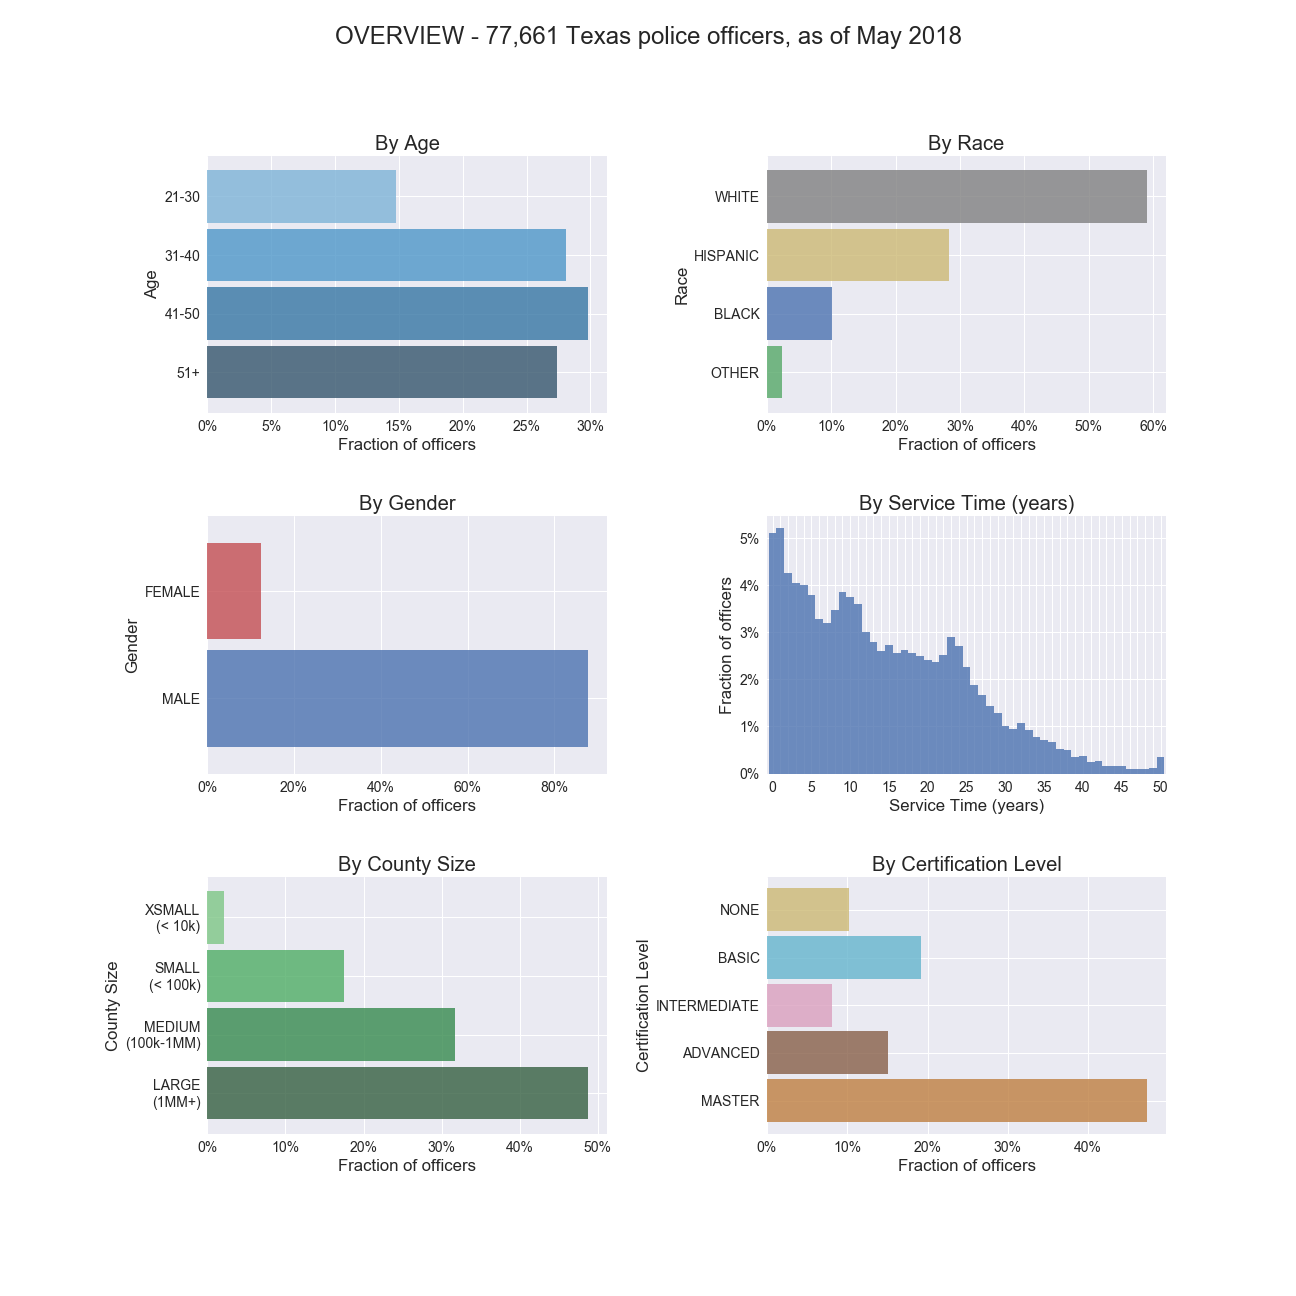 OVERVIEW - 77,661 Texas police officers, as of May 2018
By Age
Age
21-30
31-40
41-50
51+
0% 5% 10% 15% 20% 25% 30%
Fraction of officers
By Race
Race
WHITE
HISPANIC
BLACK
OTHER
0% 10% 20% 30% 40% 50% 60%
Fraction of officers
By Gender
Gender
FEMALE
MALE
0% 20% 40% 60% 80%
Fraction of officers
By Service Time (years)
Fraction of officers
5%
4%
3%
2%
1%
0%
0 5 10 15 20 25 30 35 40 45 50
Service Time (years)
By County Size
County Size
XSMALL
(< 10k)
SMALL
(< 100k)
MEDIUM
(100k-1MM)
LARGE
(1MM+)
0% 10% 20% 30% 40% 50%
Fraction of officers
By Certification Level
Certification Level
NONE
BASIC
INTERMEDIATE
ADVANCED
MASTER
0% 10% 20% 30% 40%
Fraction of officers